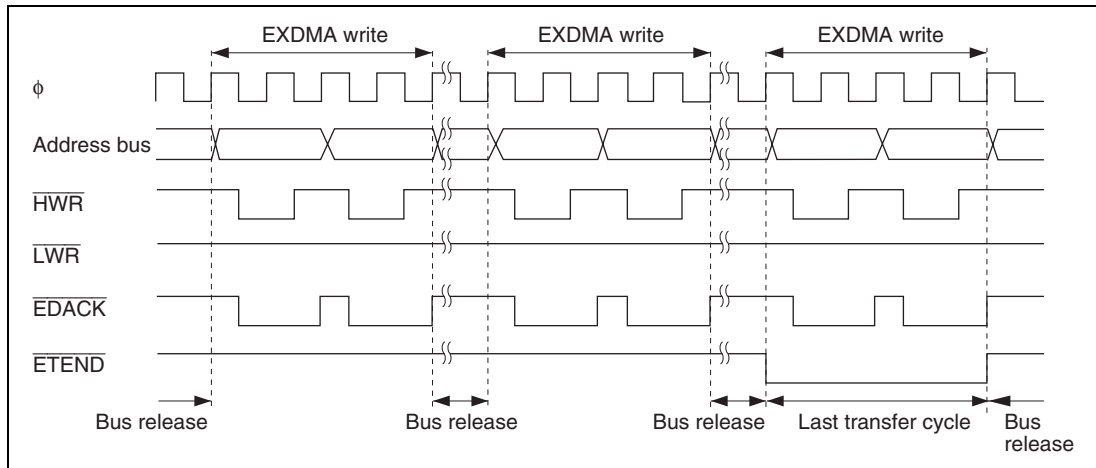 EXDMA write EXDMA write EXDMA write
φ
Address bus
HWR
LWR
EDACK
ETEND
Bus release Bus release Bus release Last transfer cycle Bus
release